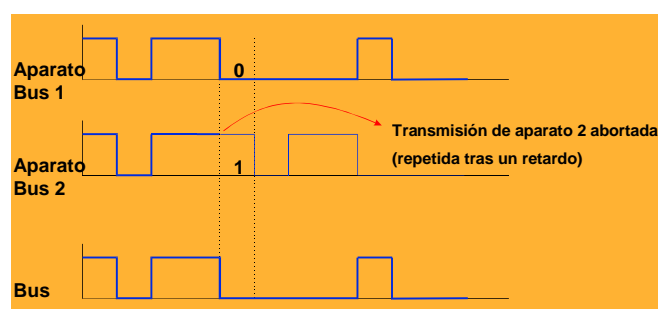 Aparato
Bus 1
0
Aparato
Bus 2
1
Transmisión de aparato 2 abortada
(repetida tras un retardo)
Bus